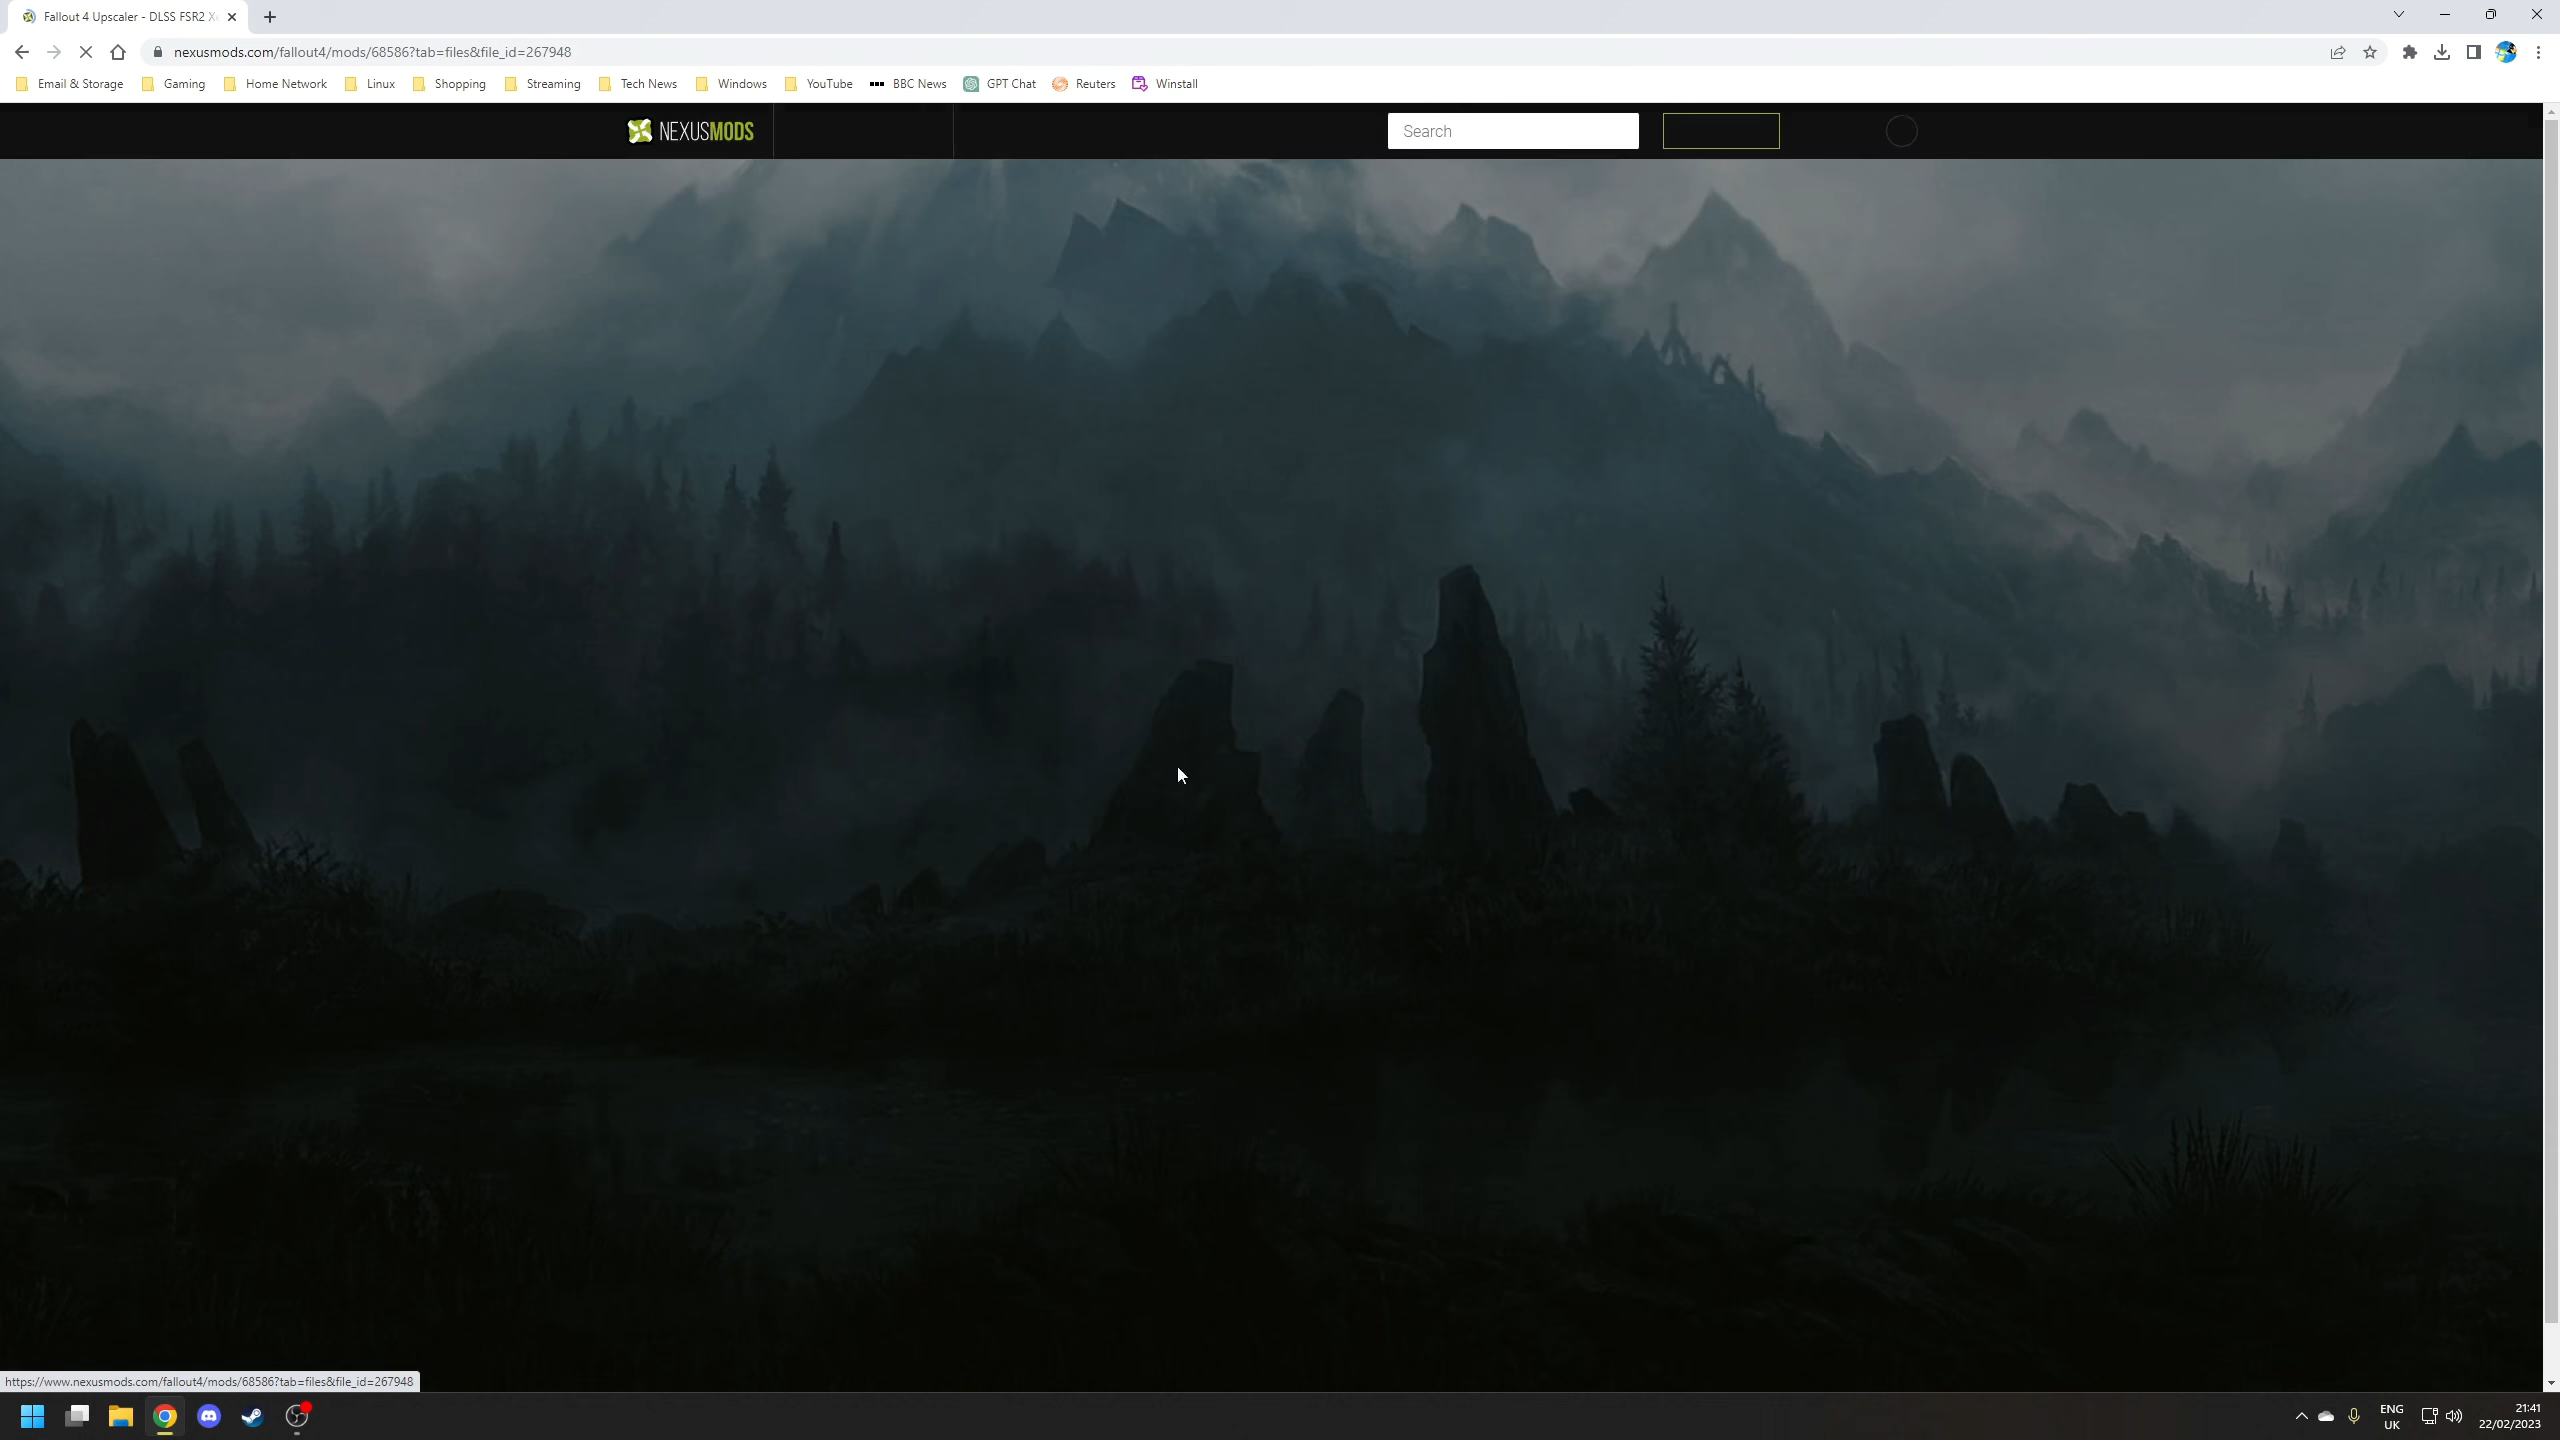 Fallout 4 Upscaler - DLSS FSR2 Xe
nexusmods.com/fallout4/mods/68586?tab=files&file_id=267948
Email & Storage
Gaming
Home Network
Linux
Shopping
Streaming
Tech News
Windows
YouTube
BBC News
GPT Chat
Reuters
Winstall
NEXUSMODS
Search
https://www.nexusmods.com/fallout4/mods/68586?tab=files&file_id=267948
ENG
UK
21:41
22/02/2023